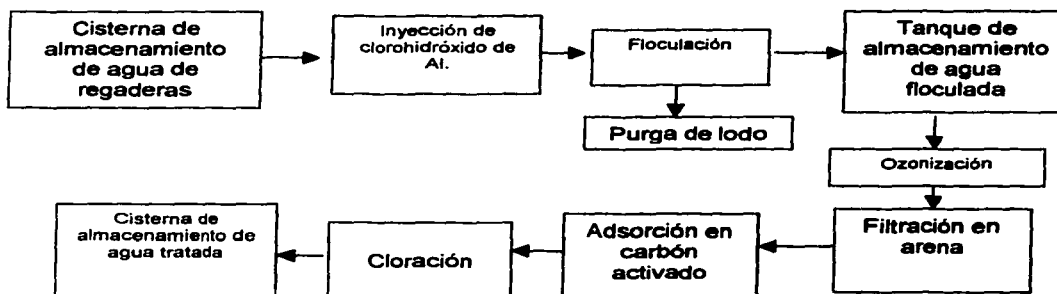 Cisterna de
almacenamiento
de agua de
regaderas
Inyección de
clorohidróxido de
Al.
Floculación
Tanque de
almacenamiento
de agua
floculada
Purga de lodo
Ozonización
Filtración en
arena
Adsorción en
carbón
activado
Cloración
Cisterna de
almacenamiento de
agua tratada